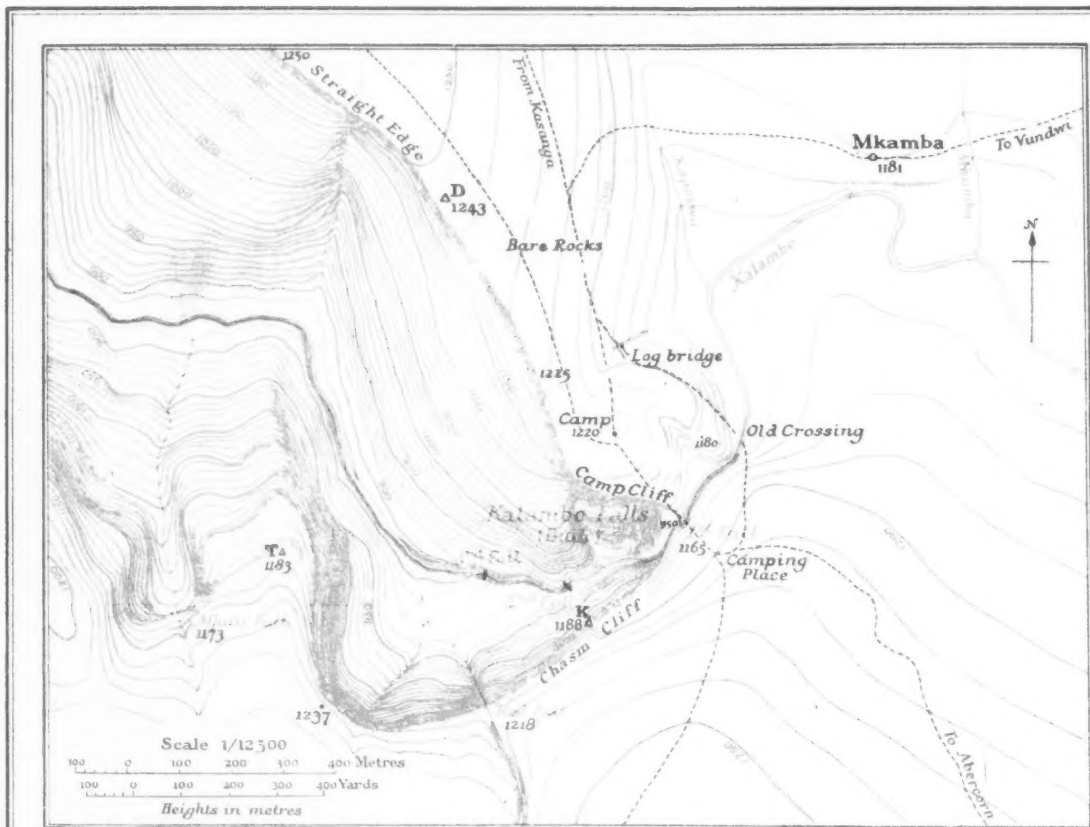 1250
Straight Edge
1250
From Kasanga
Mkamba
1181
To Vundwi
D
1243
N
Bare Rocks
Kalambo
Log bridge
1225
Camp
1220
1180
Old Crossing
Camp Cliff
Kalambo Falls
1165
Camping
Place
T
1183
K
1188
Chasm Cliff
1173
1237
1218
1200
1200
To Abercorn
Scale 1/12500
100 0 100 200 300 400 Metres
100 0 100 200 300 400 Yards
Heights in metres